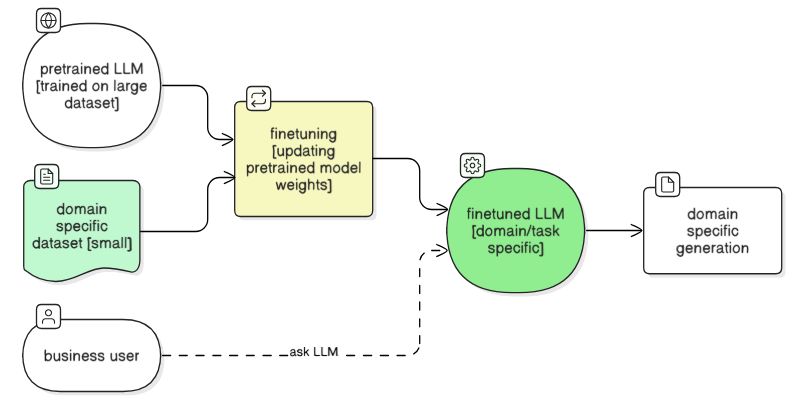 pretrained LLM
[trained on large
dataset]
finetuning
[updating
pretrained model
weights]
domain
specific
dataset [small]
finetuned LLM
[domain/task
specific]
domain
specific
generation
business user
ask LLM